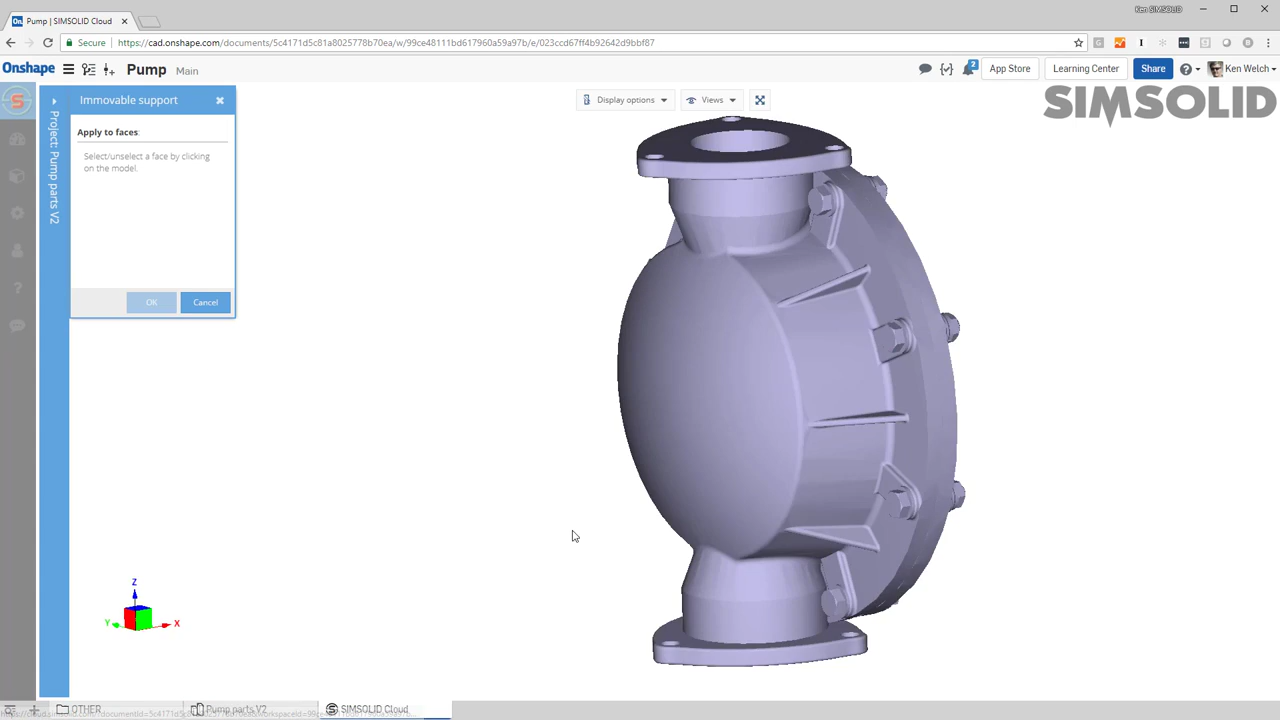 Ken SIMSOLID
On. Pump | SIMSOLID Cloud
Secure https://cad.onshape.com/documents/5c4171d5c81a8025778b70ea/w/99ce48111bd617960a59a97b/e/023ccd67ff4b92642d9bbf87
Onshape Pump Main 2 App Store Learning Center Share Ken Welch
SIMSOLID
Immovable support
Display options Views
Project: Pump parts V2
Apply to faces:
Select/unselect a face by clicking
on the model.
OK Cancel
Z
Y
X
OTHER Pump parts V2 SIMSOLID Cloud